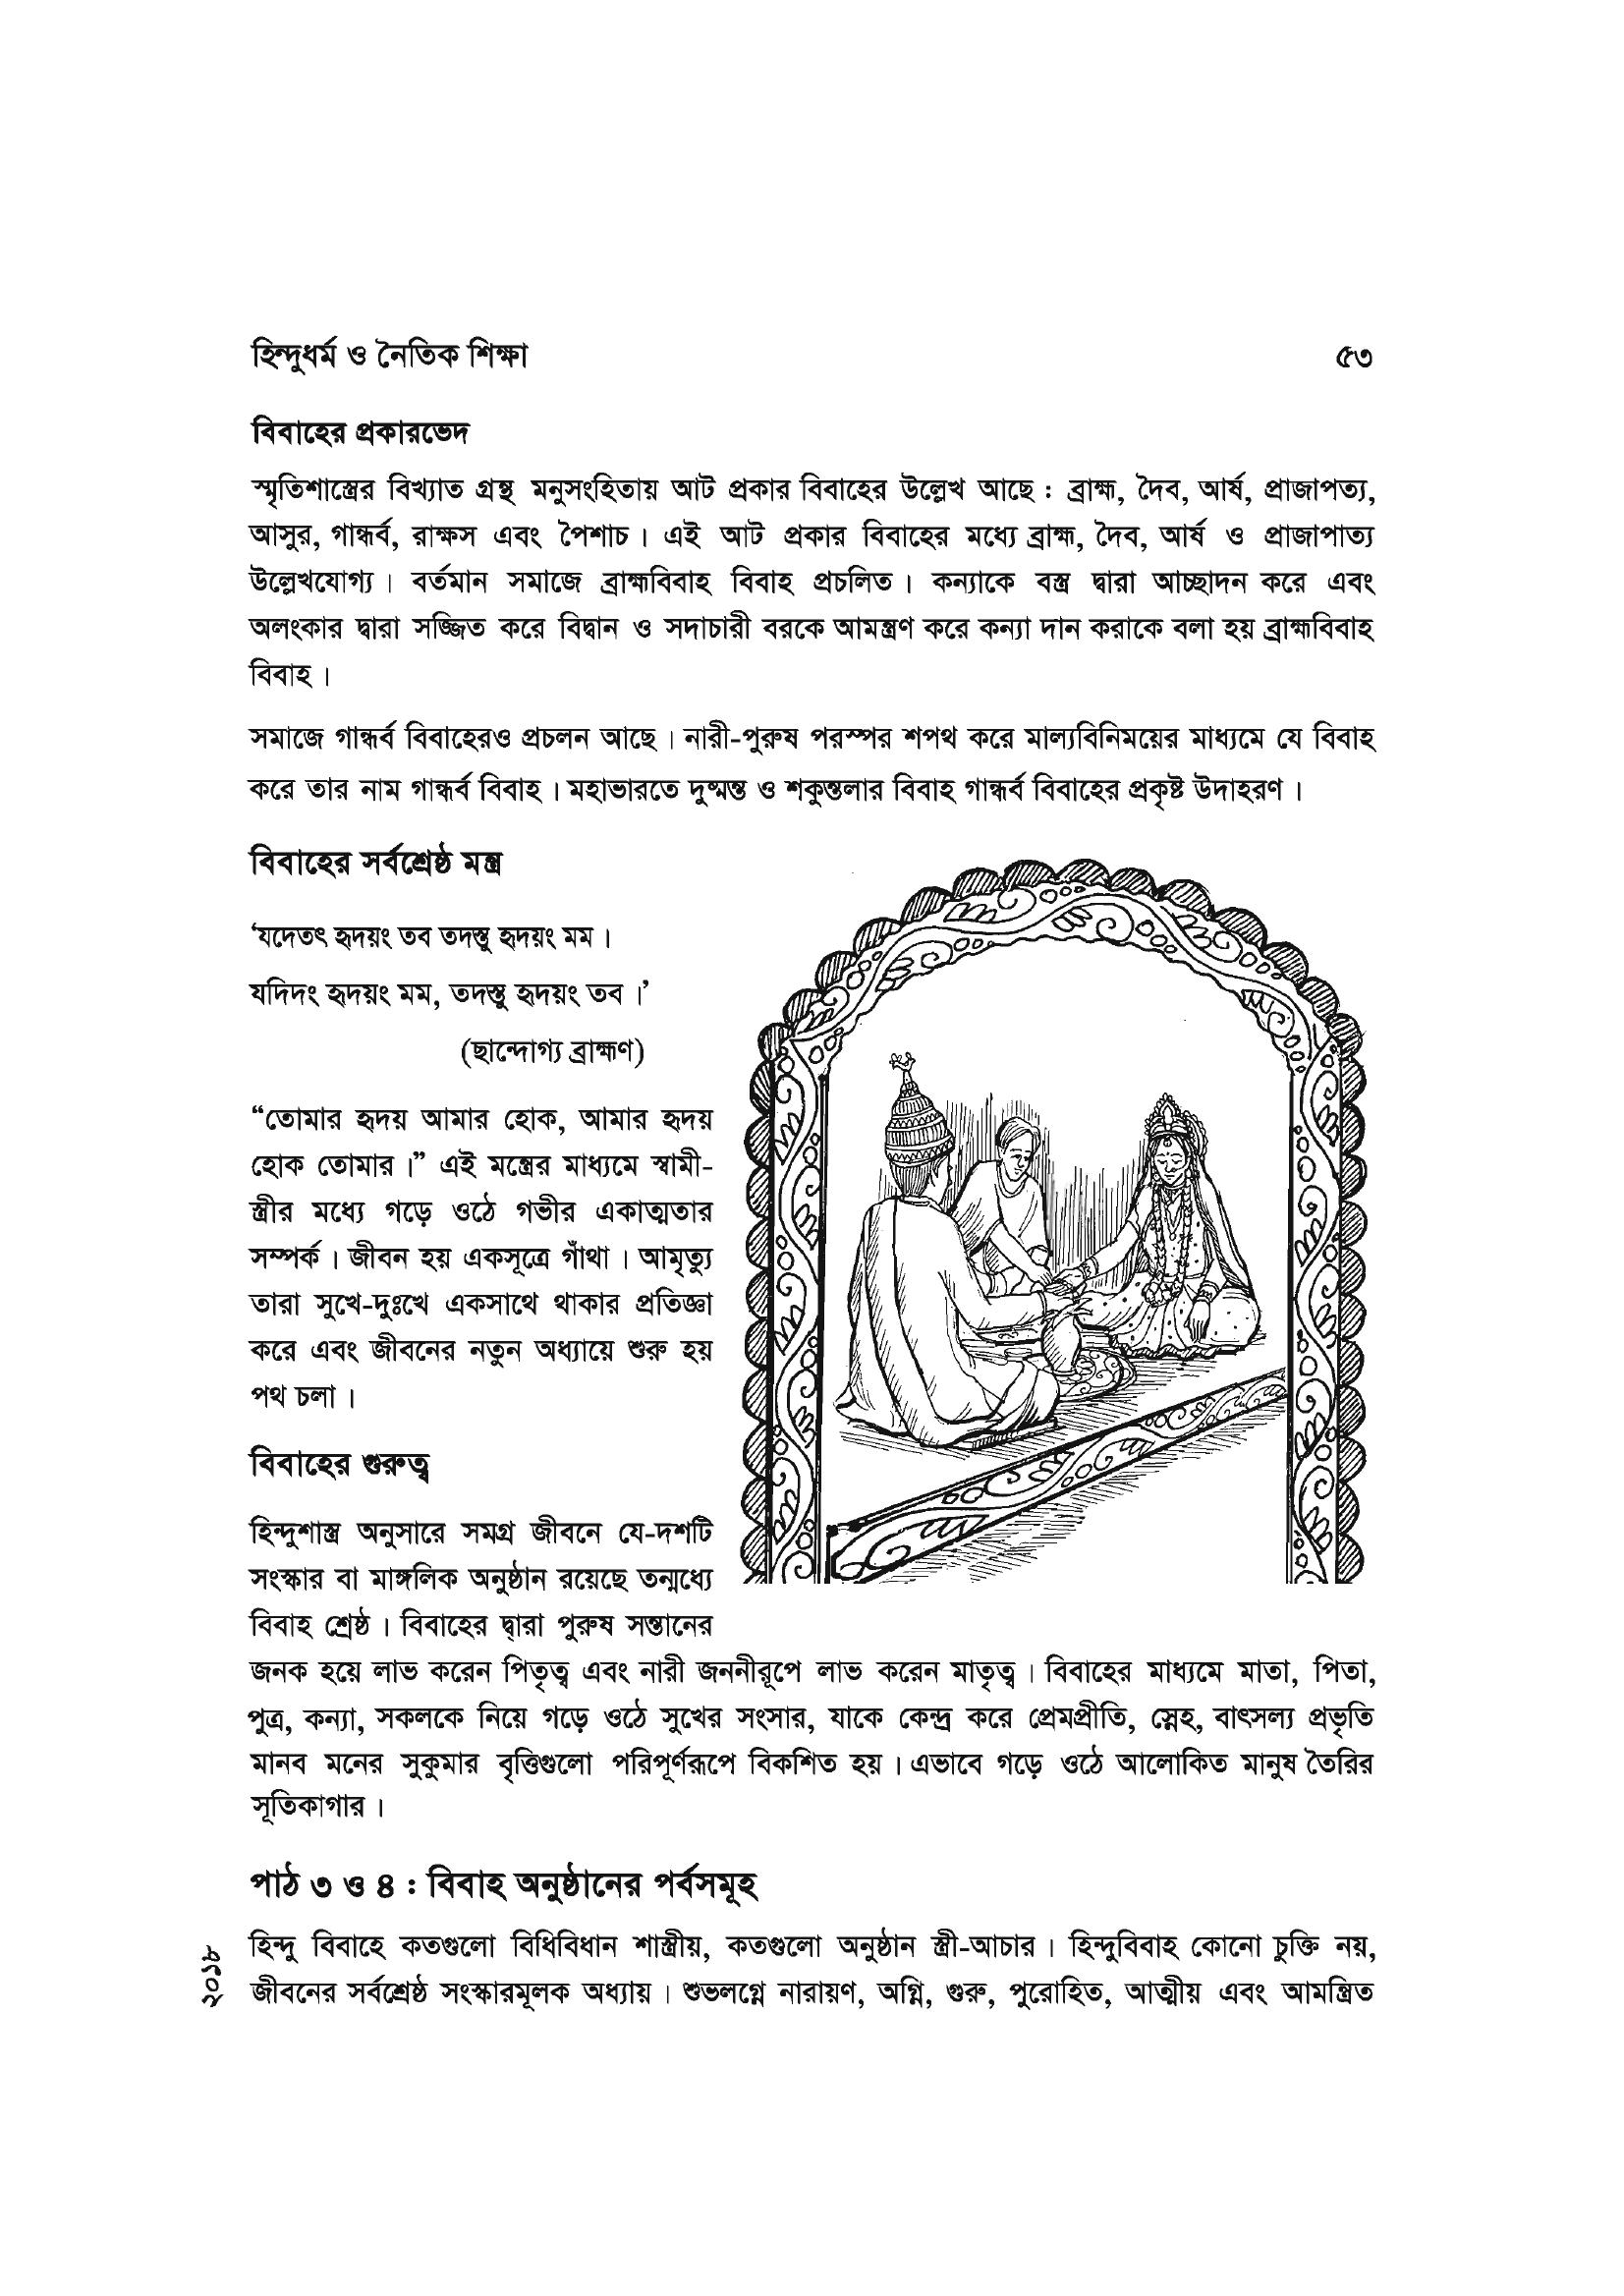 হিন্দুধর্ম ও নৈতিক শিক্ষা ৫৩
বিবাহের প্রকারভেদ
স্মৃতিশাস্ত্রের বিখ্যাত গ্রন্থ মনুসংহিতায় আট প্রকার বিবাহের উল্লেখ আছে : ব্রাহ্ম, দৈব, আর্ষ, প্রাজাপত্য,
আসুর, গান্ধর্ব, রাক্ষস এবং পৈশাচ। এই আট প্রকার বিবাহের মধ্যে ব্রাহ্ম, দৈব, আর্ষ ও প্রাজাপাত্য
উল্লেখযোগ্য। বর্তমান সমাজে ব্রাহ্মবিবাহ বিবাহ প্রচলিত। কন্যাকে বস্ত্র দ্বারা আচ্ছাদন করে এবং
অলংকার দ্বারা সজ্জিত করে বিদ্বান ও সদাচারী বরকে আমন্ত্রণ করে কন্যা দান করাকে বলা হয় ব্রাহ্মবিবাহ
বিবাহ।
সমাজে গান্ধর্ব বিবাহেরও প্রচলন আছে। নারী-পুরুষ পরস্পর শপথ করে মাল্যবিনিময়ের মাধ্যমে যে বিবাহ
করে তার নাম গান্ধর্ব বিবাহ। মহাভারতে দুষ্মন্ত ও শকুন্তলার বিবাহ গান্ধর্ব বিবাহের প্রকৃষ্ট উদাহরণ।
বিবাহের সর্বশ্রেষ্ঠ মন্ত্র
‘যদেতৎ হৃদয়ং তব তদস্তু হৃদয়ং মম।
যদিদং হৃদয়ং মম, তদস্তু হৃদয়ং তব।’
(ছান্দোগ্য ব্রাহ্মণ)
“তোমার হৃদয় আমার হোক, আমার হৃদয়
হোক তোমার।” এই মন্ত্রের মাধ্যমে স্বামী-
স্ত্রীর মধ্যে গড়ে ওঠে গভীর একাত্মতার
সম্পর্ক। জীবন হয় একসূত্রে গাঁথা। আমৃত্যু
তারা সুখে-দুঃখে একসাথে থাকার প্রতিজ্ঞা
করে এবং জীবনের নতুন অধ্যায়ে শুরু হয়
পথ চলা।
বিবাহের গুরুত্ব
হিন্দুশাস্ত্র অনুসারে সমগ্র জীবনে যে-দশটি
সংস্কার বা মাঙ্গলিক অনুষ্ঠান রয়েছে তন্মধ্যে
বিবাহ শ্রেষ্ঠ। বিবাহের দ্বারা পুরুষ সন্তানের
জনক হয়ে লাভ করেন পিতৃত্ব এবং নারী জননীরূপে লাভ করেন মাতৃত্ব। বিবাহের মাধ্যমে মাতা, পিতা,
পুত্র, কন্যা, সকলকে নিয়ে গড়ে ওঠে সুখের সংসার, যাকে কেন্দ্র করে প্রেমপ্রীতি, স্নেহ, বাৎসল্য প্রভৃতি
মানব মনের সুকুমার বৃত্তিগুলো পরিপূর্ণরূপে বিকশিত হয়। এভাবে গড়ে ওঠে আলোকিত মানুষ তৈরির
সূতিকাগার।
পাঠ ৩ ও ৪ : বিবাহ অনুষ্ঠানের পর্বসমূহ
হিন্দু বিবাহে কতগুলো বিধিবিধান শাস্ত্রীয়, কতগুলো অনুষ্ঠান স্ত্রী-আচার। হিন্দুবিবাহ কোনো চুক্তি নয়,
জীবনের সর্বশ্রেষ্ঠ সংস্কারমূলক অধ্যায়। শুভলগ্নে নারায়ণ, অগ্নি, গুরু, পুরোহিত, আত্মীয় এবং আমন্ত্রিত
২০১৮